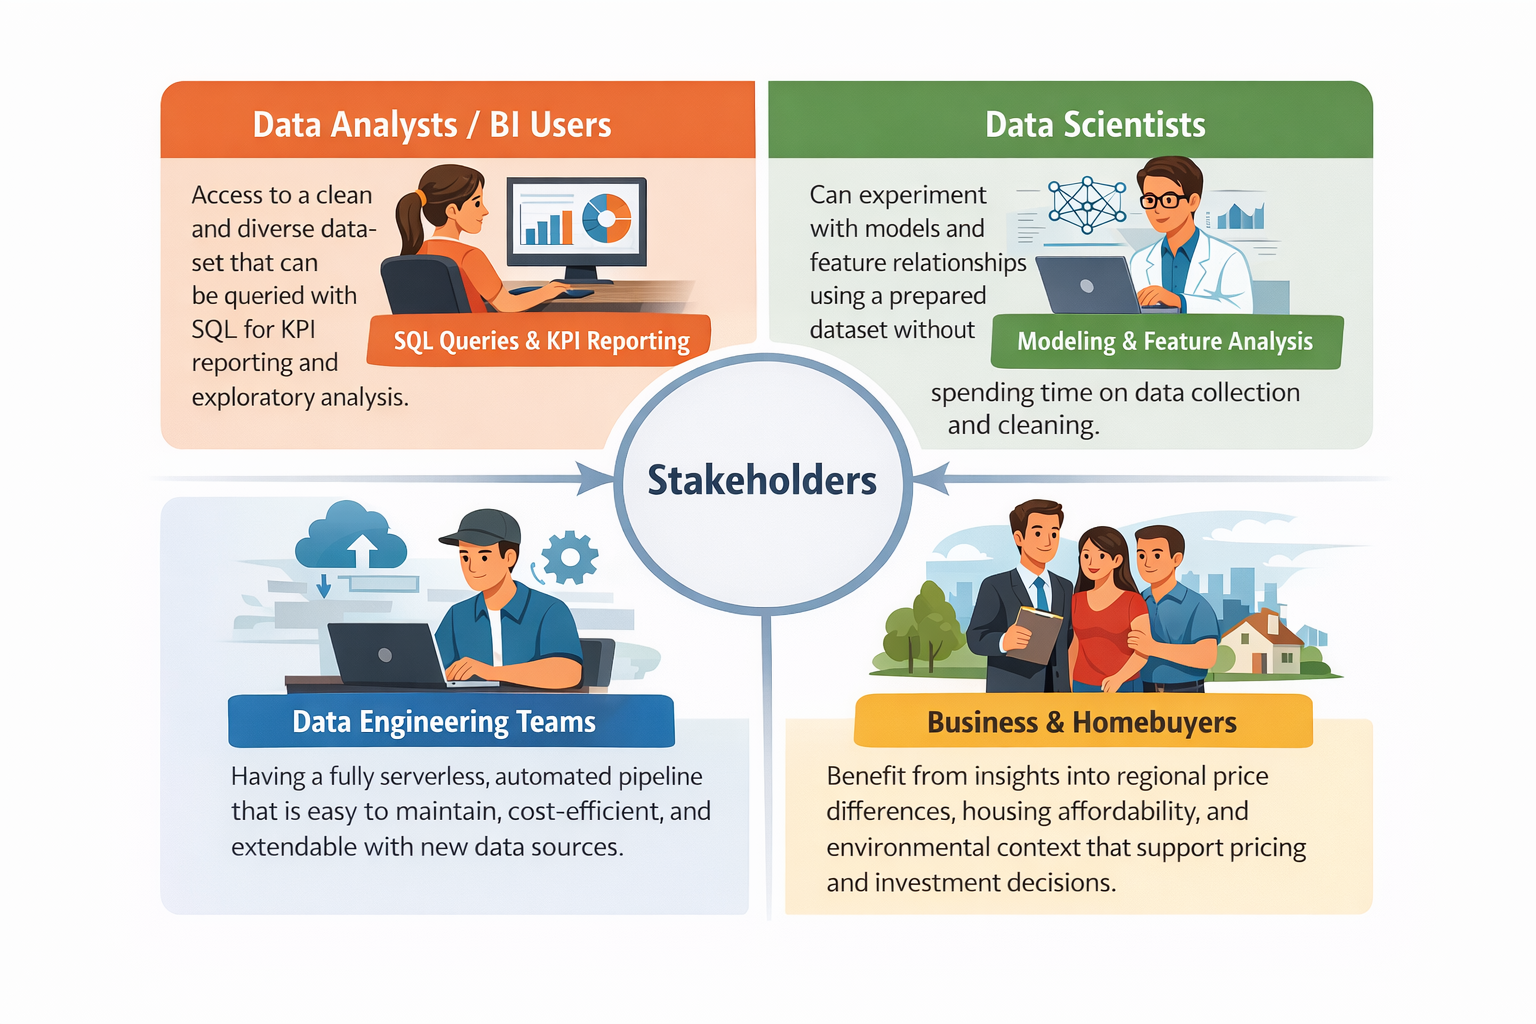 Data Analysts / BI Users
Access to a clean
and diverse data-
set that can
be queried with
SQL for KPI
reporting and
exploratory analysis.
SQL Queries & KPI Reporting
Data Scientists
Can experiment
with models and
feature relationships
using a prepared
dataset without
Modeling & Feature Analysis
spending time on data collection
and cleaning.
Stakeholders
Data Engineering Teams
Having a fully serverless, automated pipeline
that is easy to maintain, cost-efficient, and
extendable with new data sources.
Business & Homebuyers
Benefit from insights into regional price
differences, housing affordability, and
environmental context that support pricing
and investment decisions.